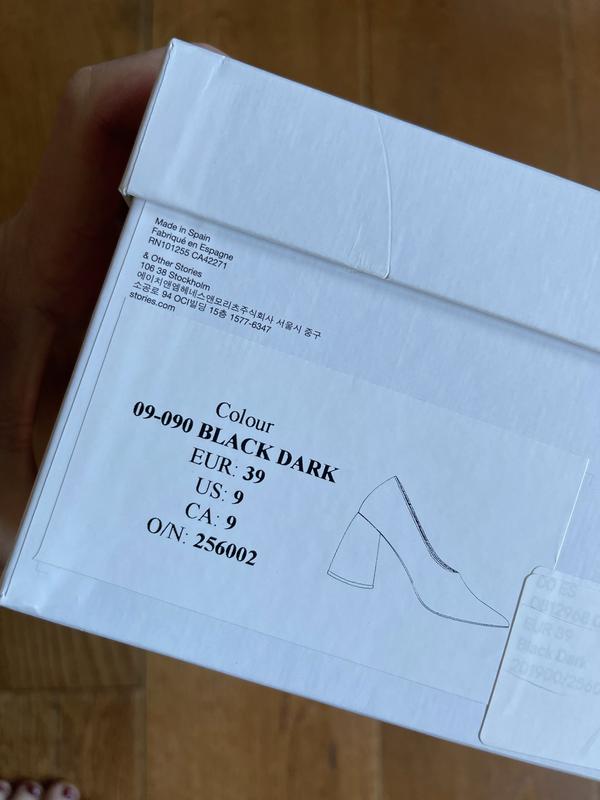 Made in Spain
Fabriqué en Espagne
RN101255 CA42271
& Other Stories
106 38 Stockholm
에이치앤엠헤네스앤모리츠주식회사 서울시 중구
소공로 94 OCI빌딩 15층 1577-6347
stories.com
Colour
09-090 BLACK DARK
EUR: 39
US: 9
CA: 9
O/N: 256002
EUR 39
Black Dark